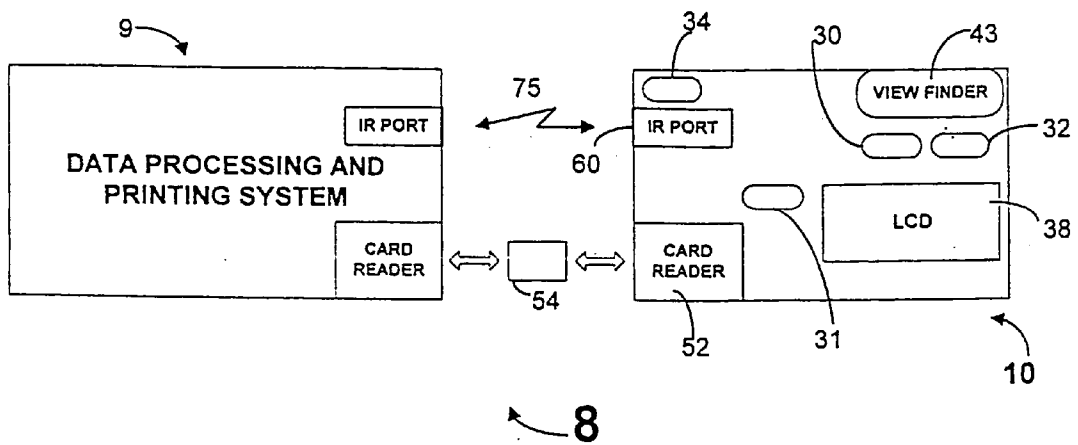 9
34
30
43
75
VIEW FINDER
IR PORT
IR PORT
32
60
DATA PROCESSING AND
PRINTING SYSTEM
LCD
38
CARD
READER
CARD
READER
54
52
31
10
8